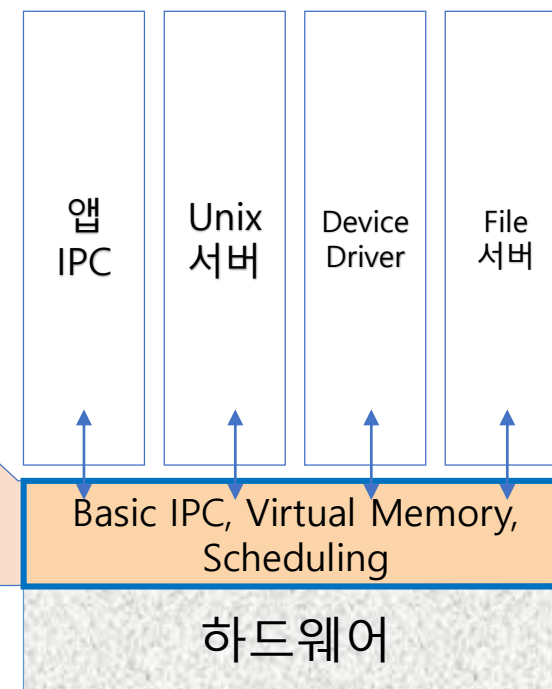 앱
IPC
Unix
서버
Device
Driver
File
서버
Basic IPC, Virtual Memory,
Scheduling
하드웨어